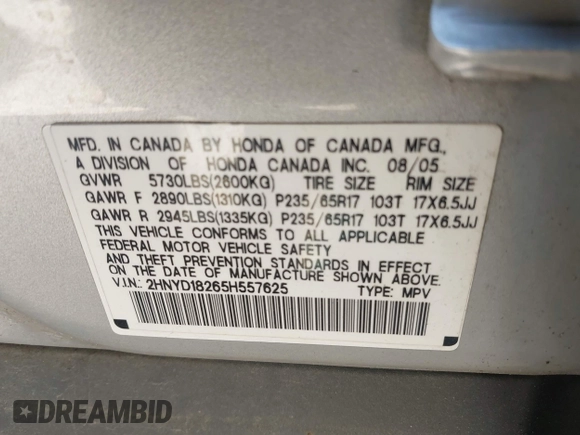 MFD. IN CANADA BY HONDA OF CANADA MFG.,
A DIVISION OF HONDA CANADA INC. 08/05
GVWR 5730LBS(2600KG) TIRE SIZE RIM SIZE
GAWR F 2890LBS(1310KG) P235/65R17 103T 17X6.5JJ
GAWR R 2945LBS(1335KG) P235/65R17 103T 17X6.5JJ
THIS VEHICLE CONFORMS TO ALL APPLICABLE
FEDERAL MOTOR VEHICLE SAFETY
AND THEFT PREVENTION STANDARDS IN EFFECT
ON THE DATE OF MANUFACTURE SHOWN ABOVE.
V.I.N.: 2HNYD18265H557625 TYPE: MPV
DREAMBID